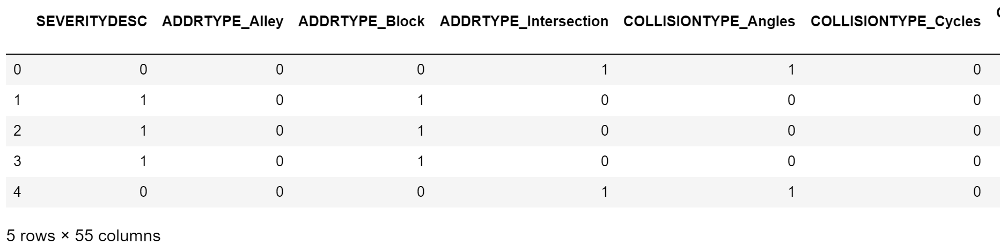 SEVERITYDESC ADDRTYPE_Alley ADDRTYPE_Block ADDRTYPE_Intersection COLLISIONTYPE_Angles COLLISIONTYPE_Cycles
0 0 0 0 1 1 0
1 1 0 1 0 0 0
2 1 0 1 0 0 0
3 1 0 1 0 0 0
4 0 0 0 1 1 0
5 rows × 55 columns